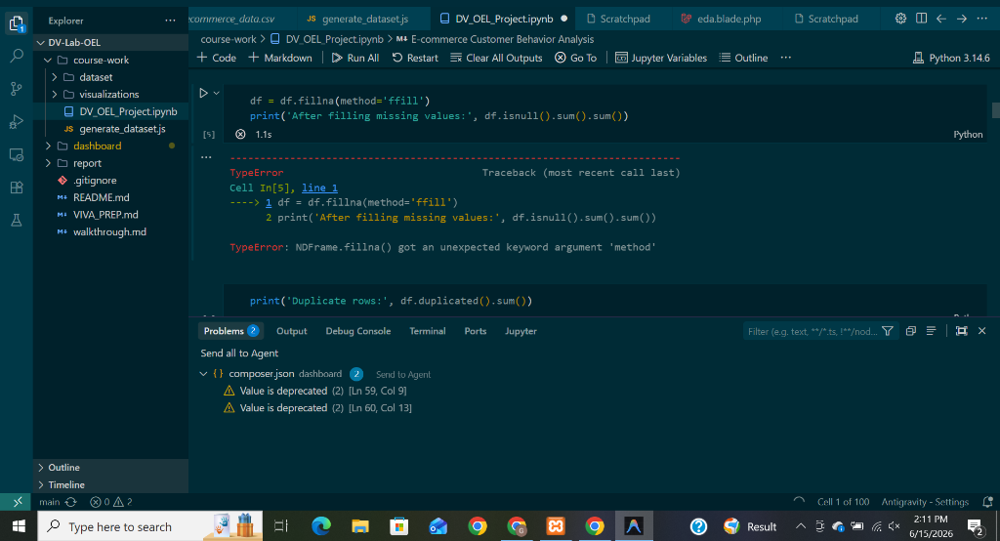 Explorer
ecommerce_data.csv
JS generate_dataset.js
DV_OEL_Project.ipynb
Scratchpad
eda.blade.php
Scratchpad
DV-Lab-OEL
course-work
dataset
visualizations
DV_OEL_Project.ipynb
JS generate_dataset.js
dashboard
report
.gitignore
README.md
VIVA_PREP.md
walkthrough.md
Outline
Timeline
course-work > DV_OEL_Project.ipynb > M↓ E-commerce Customer Behavior Analysis
+ Code + Markdown Run All Restart Clear All Outputs Go To Jupyter Variables Outline ... Python 3.14.6
df = df.fillna(method='ffill')
print('After filling missing values:', df.isnull().sum().sum())
[5] 1.1s Python
---------------------------------------------------------------------------
TypeError Traceback (most recent call last)
Cell In[5], line 1
----> 1 df = df.fillna(method='ffill')
2 print('After filling missing values:', df.isnull().sum().sum())
TypeError: NDFrame.fillna() got an unexpected keyword argument 'method'
print('Duplicate rows:', df.duplicated().sum())
Problems 2 Output Debug Console Terminal Ports Jupyter
Filter (e.g. text, **/*.ts, !**/nod...
Send all to Agent
{} composer.json dashboard 2 Send to Agent
Value is deprecated (2) [Ln 59, Col 9]
Value is deprecated (2) [Ln 60, Col 13]
main 0 2 Cell 1 of 100 Antigravity - Settings
Type here to search
Result
2:11 PM
6/15/2026
2